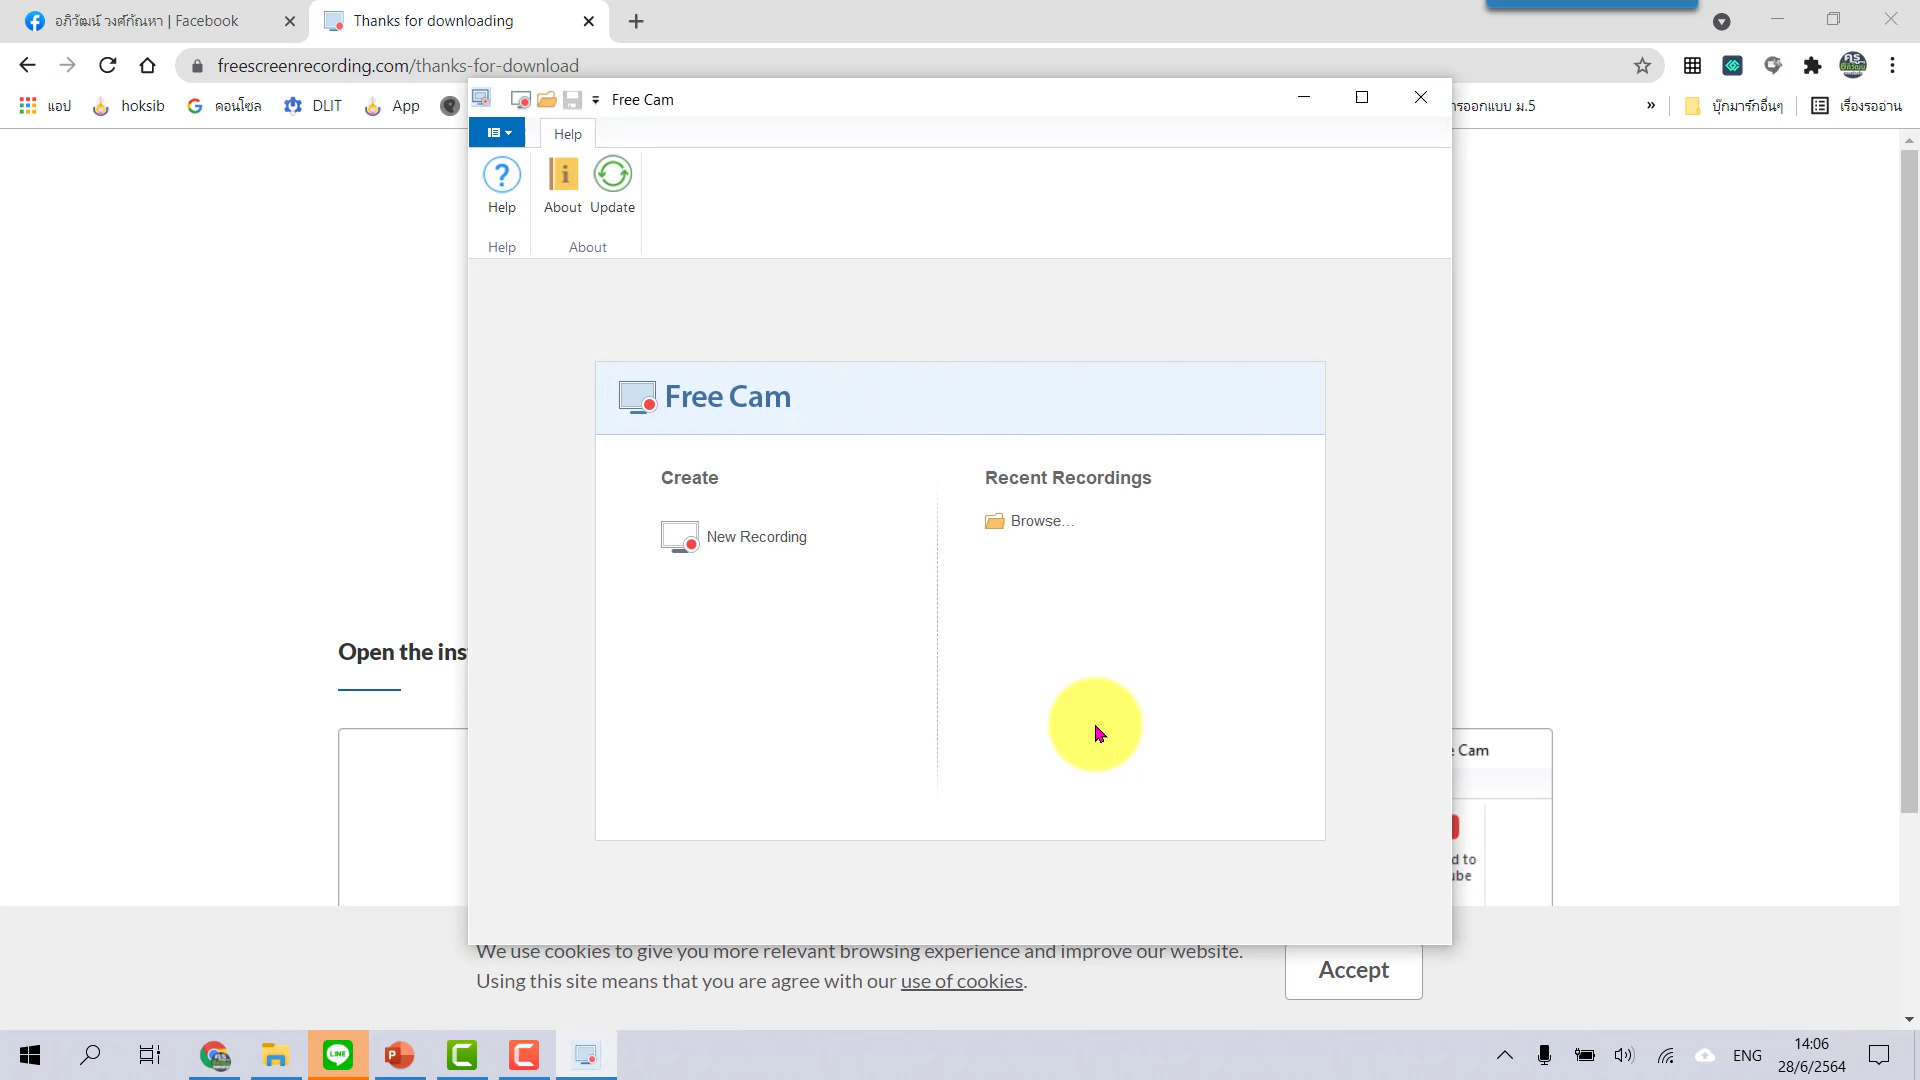 อภิวัฒน์ วงศ์กัณหา | Facebook
Thanks for downloading
freescreenrecording.com/thanks-for-download
แอป
hoksib
คอนโซล
DLIT
App
รออกแบบ ม.5
»
บุ๊กมาร์กอื่นๆ
เรื่องรออ่าน
Free Cam
Help
Help
About
Update
Help
About
Free Cam
Create
Recent Recordings
New Recording
Browse...
Open the ins
Cam
d to
ube
We use cookies to give you more relevant browsing experience and improve our website.
Using this site means that you are agree with our use of cookies.
Accept
LINE
ENG
14:06
28/6/2564